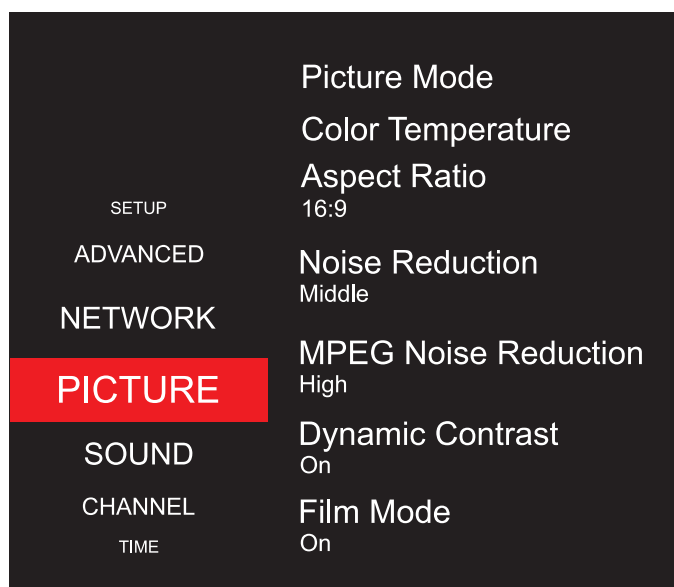 SETUP
ADVANCED
NETWORK
PICTURE
SOUND
CHANNEL
TIME
Picture Mode
Color Temperature
Aspect Ratio
16:9
Noise Reduction
Middle
MPEG Noise Reduction
High
Dynamic Contrast
On
Film Mode
On